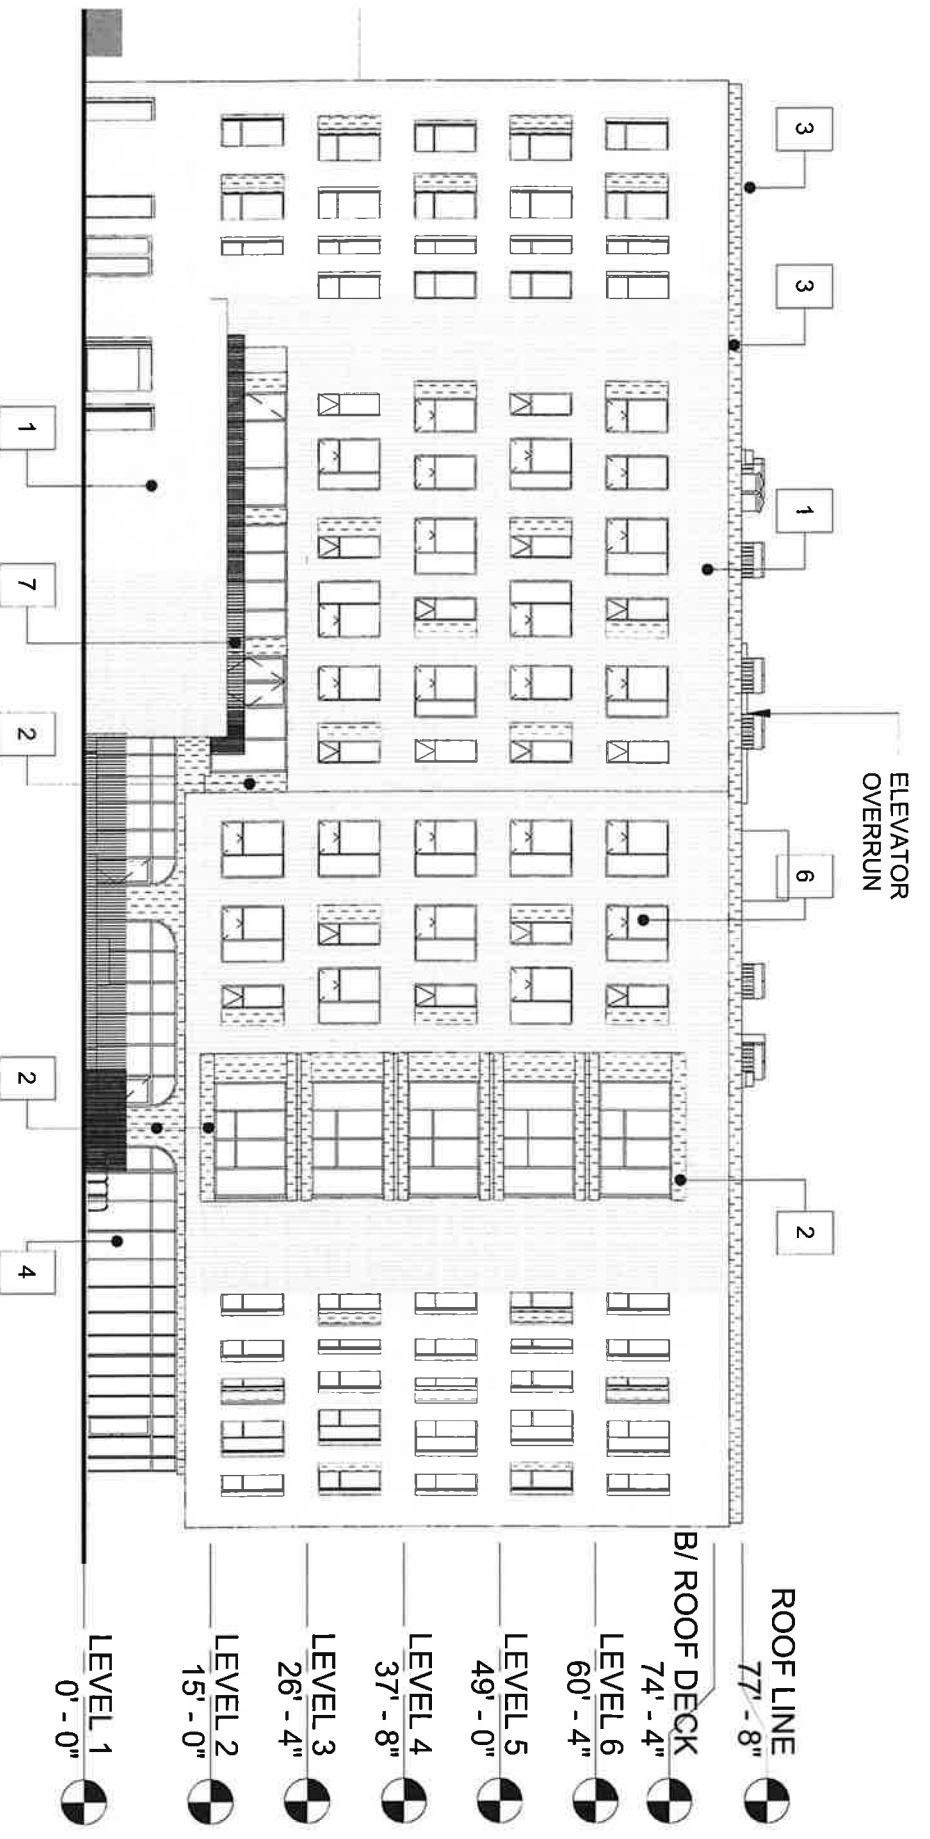 3
3
1
ELEVATOR
OVERRUN
6
2
ROOF LINE
77' - 8"
B/ ROOF DECK
74' - 4"
LEVEL 6
60' - 4"
LEVEL 5
49' - 0"
LEVEL 4
37' - 8"
LEVEL 3
26' - 4"
LEVEL 2
15' - 0"
LEVEL 1
0' - 0"
1
7
2
2
4